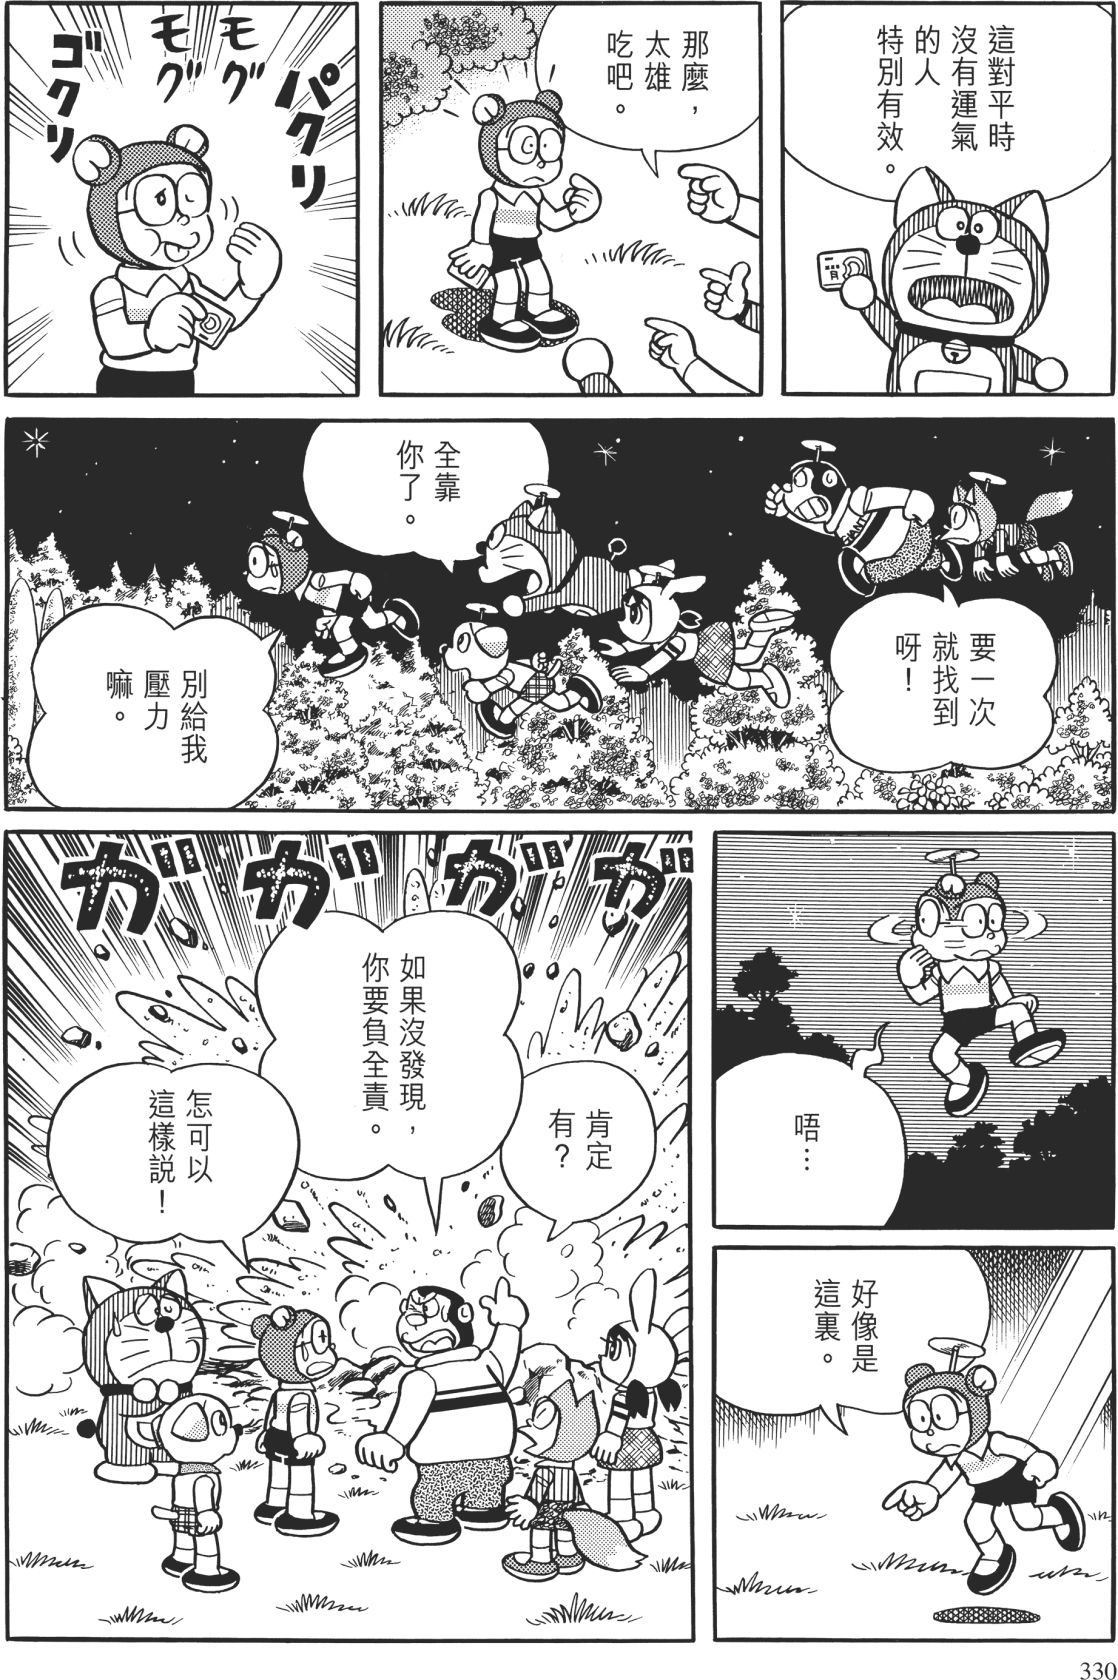 這對平時
沒有運氣
的人
特別有效。
那麼，
太雄
吃吧。
パクリ
モグ
モグ
ゴクリ
要一次
就找到
呀！
全靠
你了。
別給我
壓力
嘛。
唔…
好像是
這裏。
ガガガガ
肯定
有？
如果沒發現，
你要負全責。
怎可以
這樣説！
330